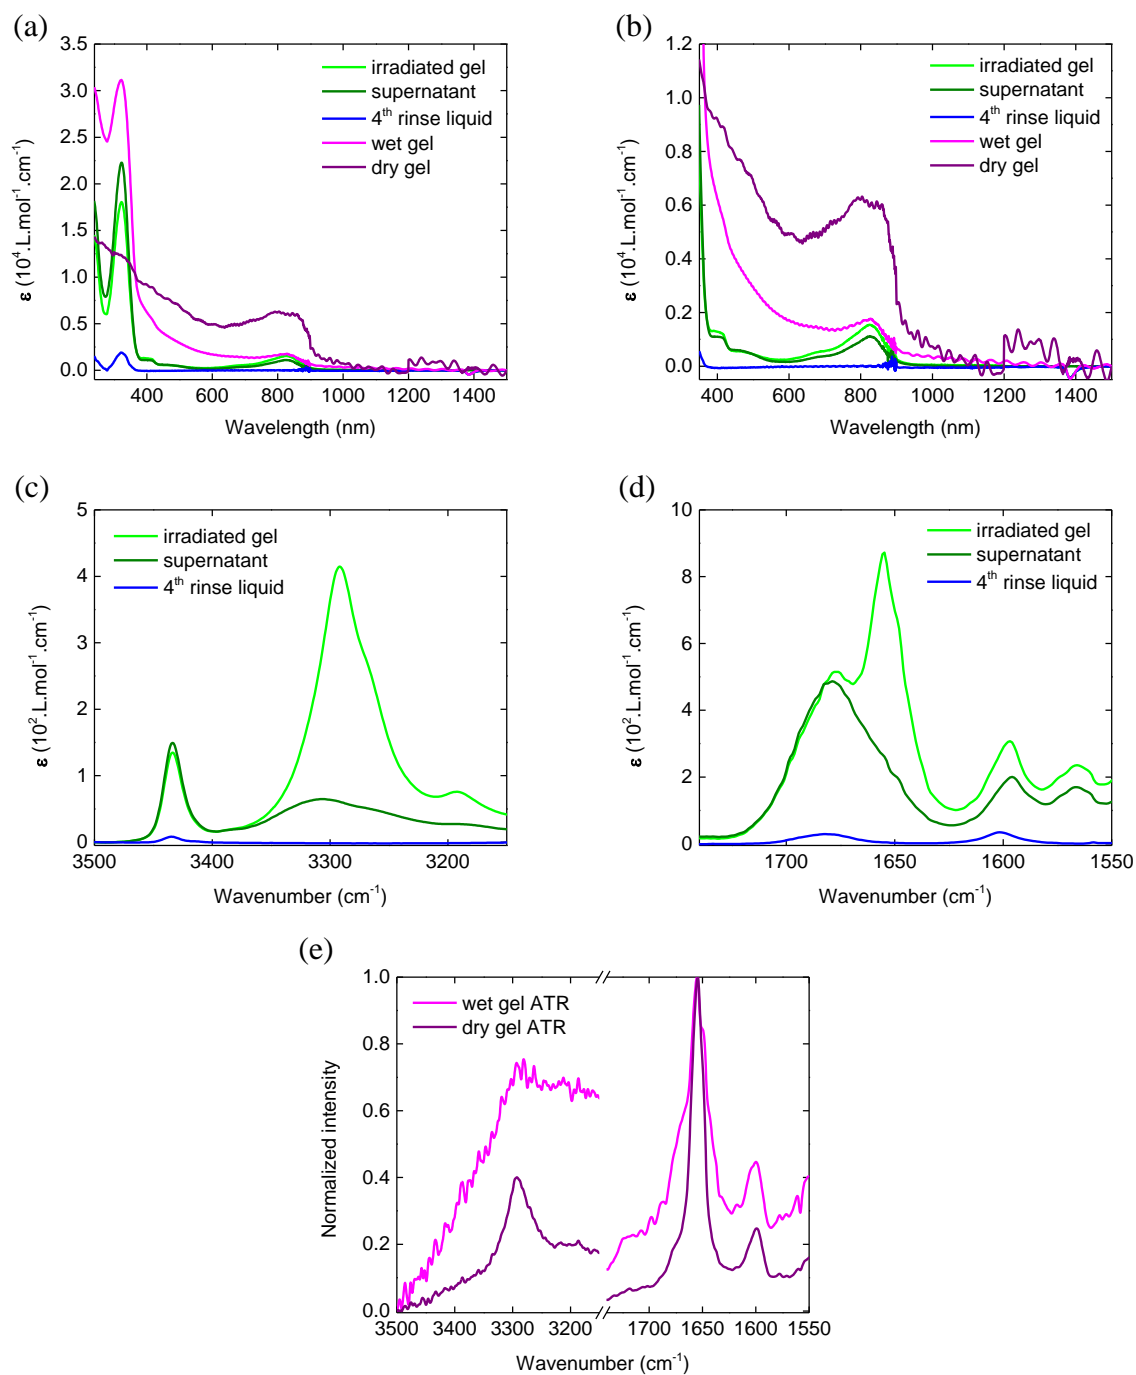 (a)
3.5
3.0
2.5
2.0
1.5
1.0
0.5
0.0
400 600 800 1000 1200 1400
ε (10⁴.L.mol⁻¹.cm⁻¹)
Wavelength (nm)
irradiated gel
supernatant
4ᵗʰ rinse liquid
wet gel
dry gel
(b)
1.2
1.0
0.8
0.6
0.4
0.2
0.0
400 600 800 1000 1200 1400
ε (10⁴.L.mol⁻¹.cm⁻¹)
Wavelength (nm)
irradiated gel
supernatant
4ᵗʰ rinse liquid
wet gel
dry gel
(c)
5
4
3
2
1
0
3500 3400 3300 3200
ε (10².L.mol⁻¹.cm⁻¹)
Wavenumber (cm⁻¹)
irradiated gel
supernatant
4ᵗʰ rinse liquid
(d)
10
8
6
4
2
0
1700 1650 1600 1550
ε (10².L.mol⁻¹.cm⁻¹)
Wavenumber (cm⁻¹)
irradiated gel
supernatant
4ᵗʰ rinse liquid
(e)
1.0
0.8
0.6
0.4
0.2
0.0
3500 3400 3300 3200 1700 1650 1600 1550
Normalized intensity
Wavenumber (cm⁻¹)
wet gel ATR
dry gel ATR